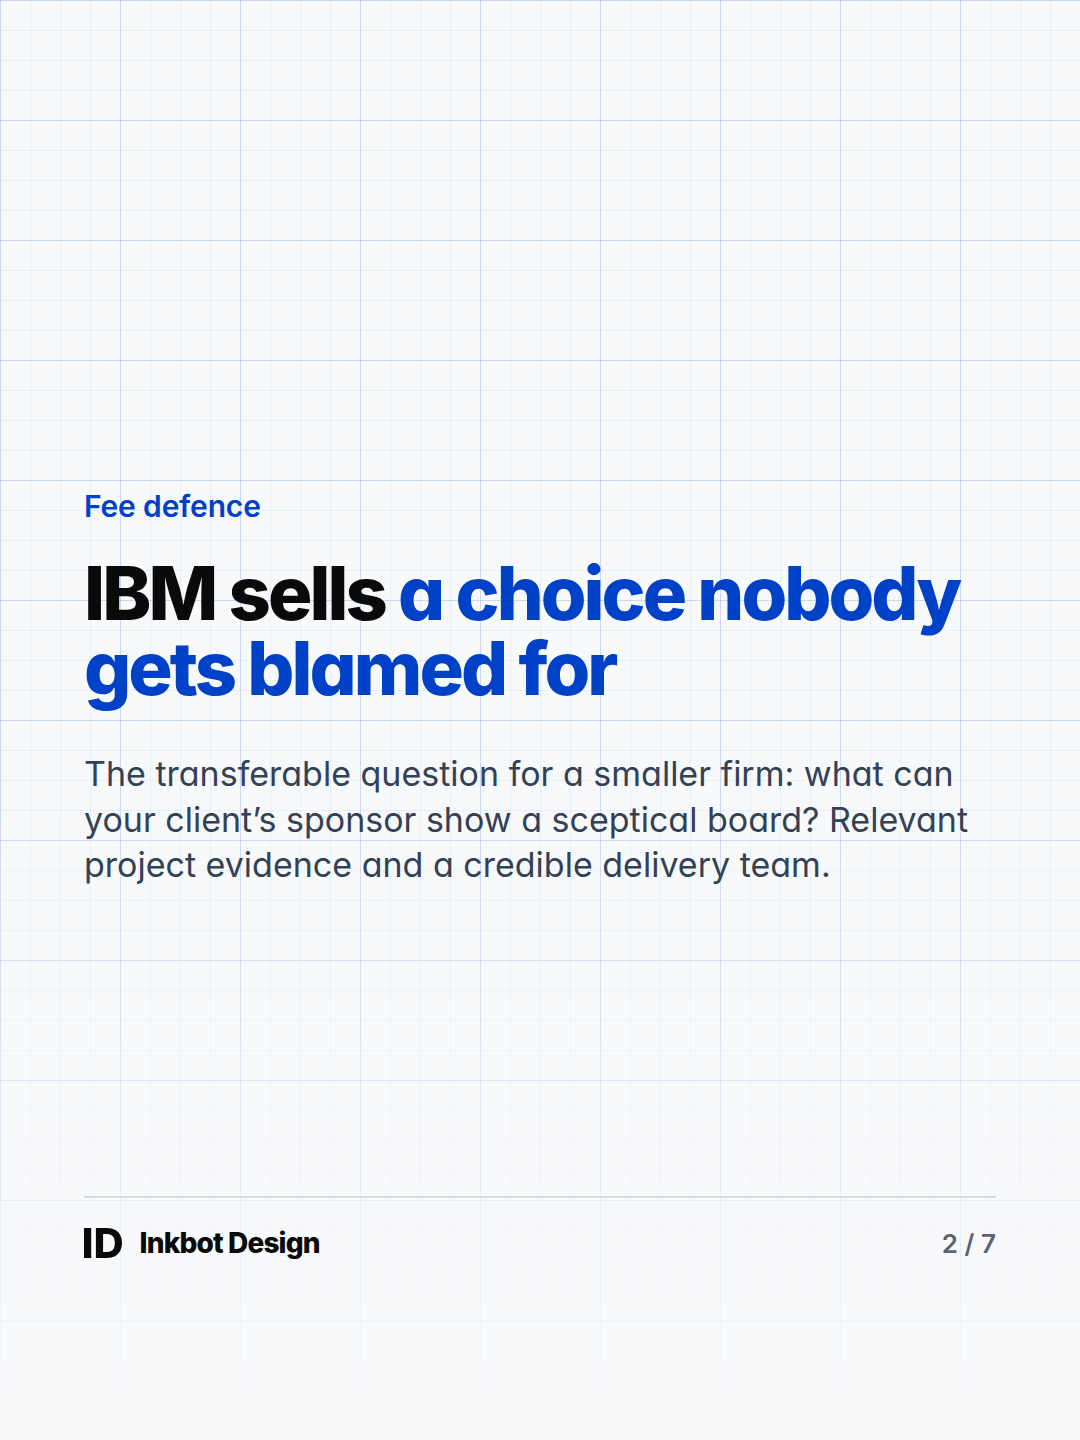 Fee defence
IBM sells a choice nobody
gets blamed for
The transferable question for a smaller firm: what can
your client’s sponsor show a sceptical board? Relevant
project evidence and a credible delivery team.
ID Inkbot Design
2 / 7